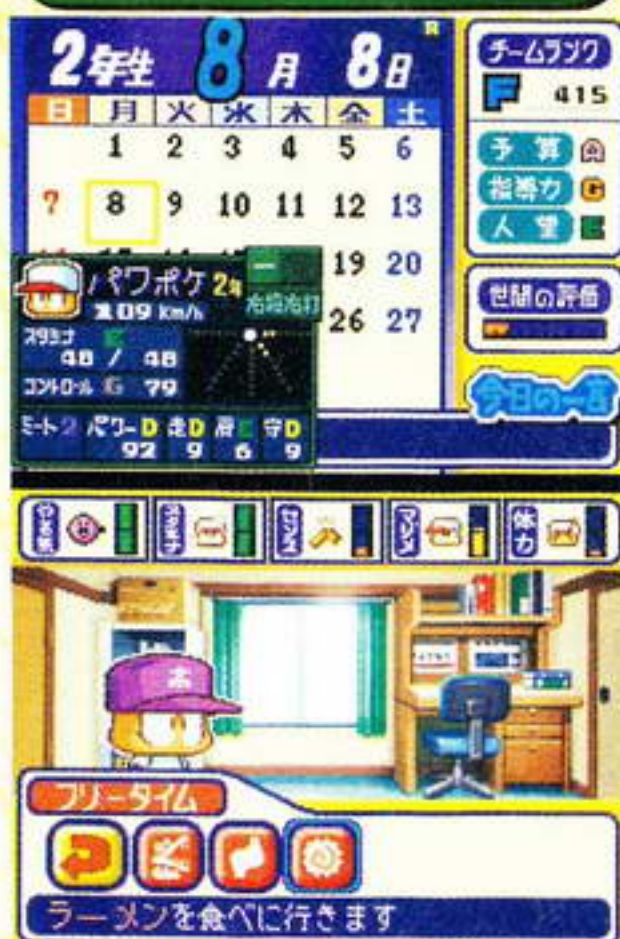 2年生 8月 8日
チームランク
F 415
日 月 火 水 木 金 土
1 2 3 4 5 6
予算 A
7 8 9 10 11 12 13
指導力 G
人望 E
19 20
パワポケ 2年
109 km/h
世間の評価
26 27
スタミナ E
48 / 48
コントロール G 79
今日の一言
ミート 2 パワー D 走 D 肩 E 守 D
92 9 6 9
体力
フリータイム
ラーメンを食べに行きます